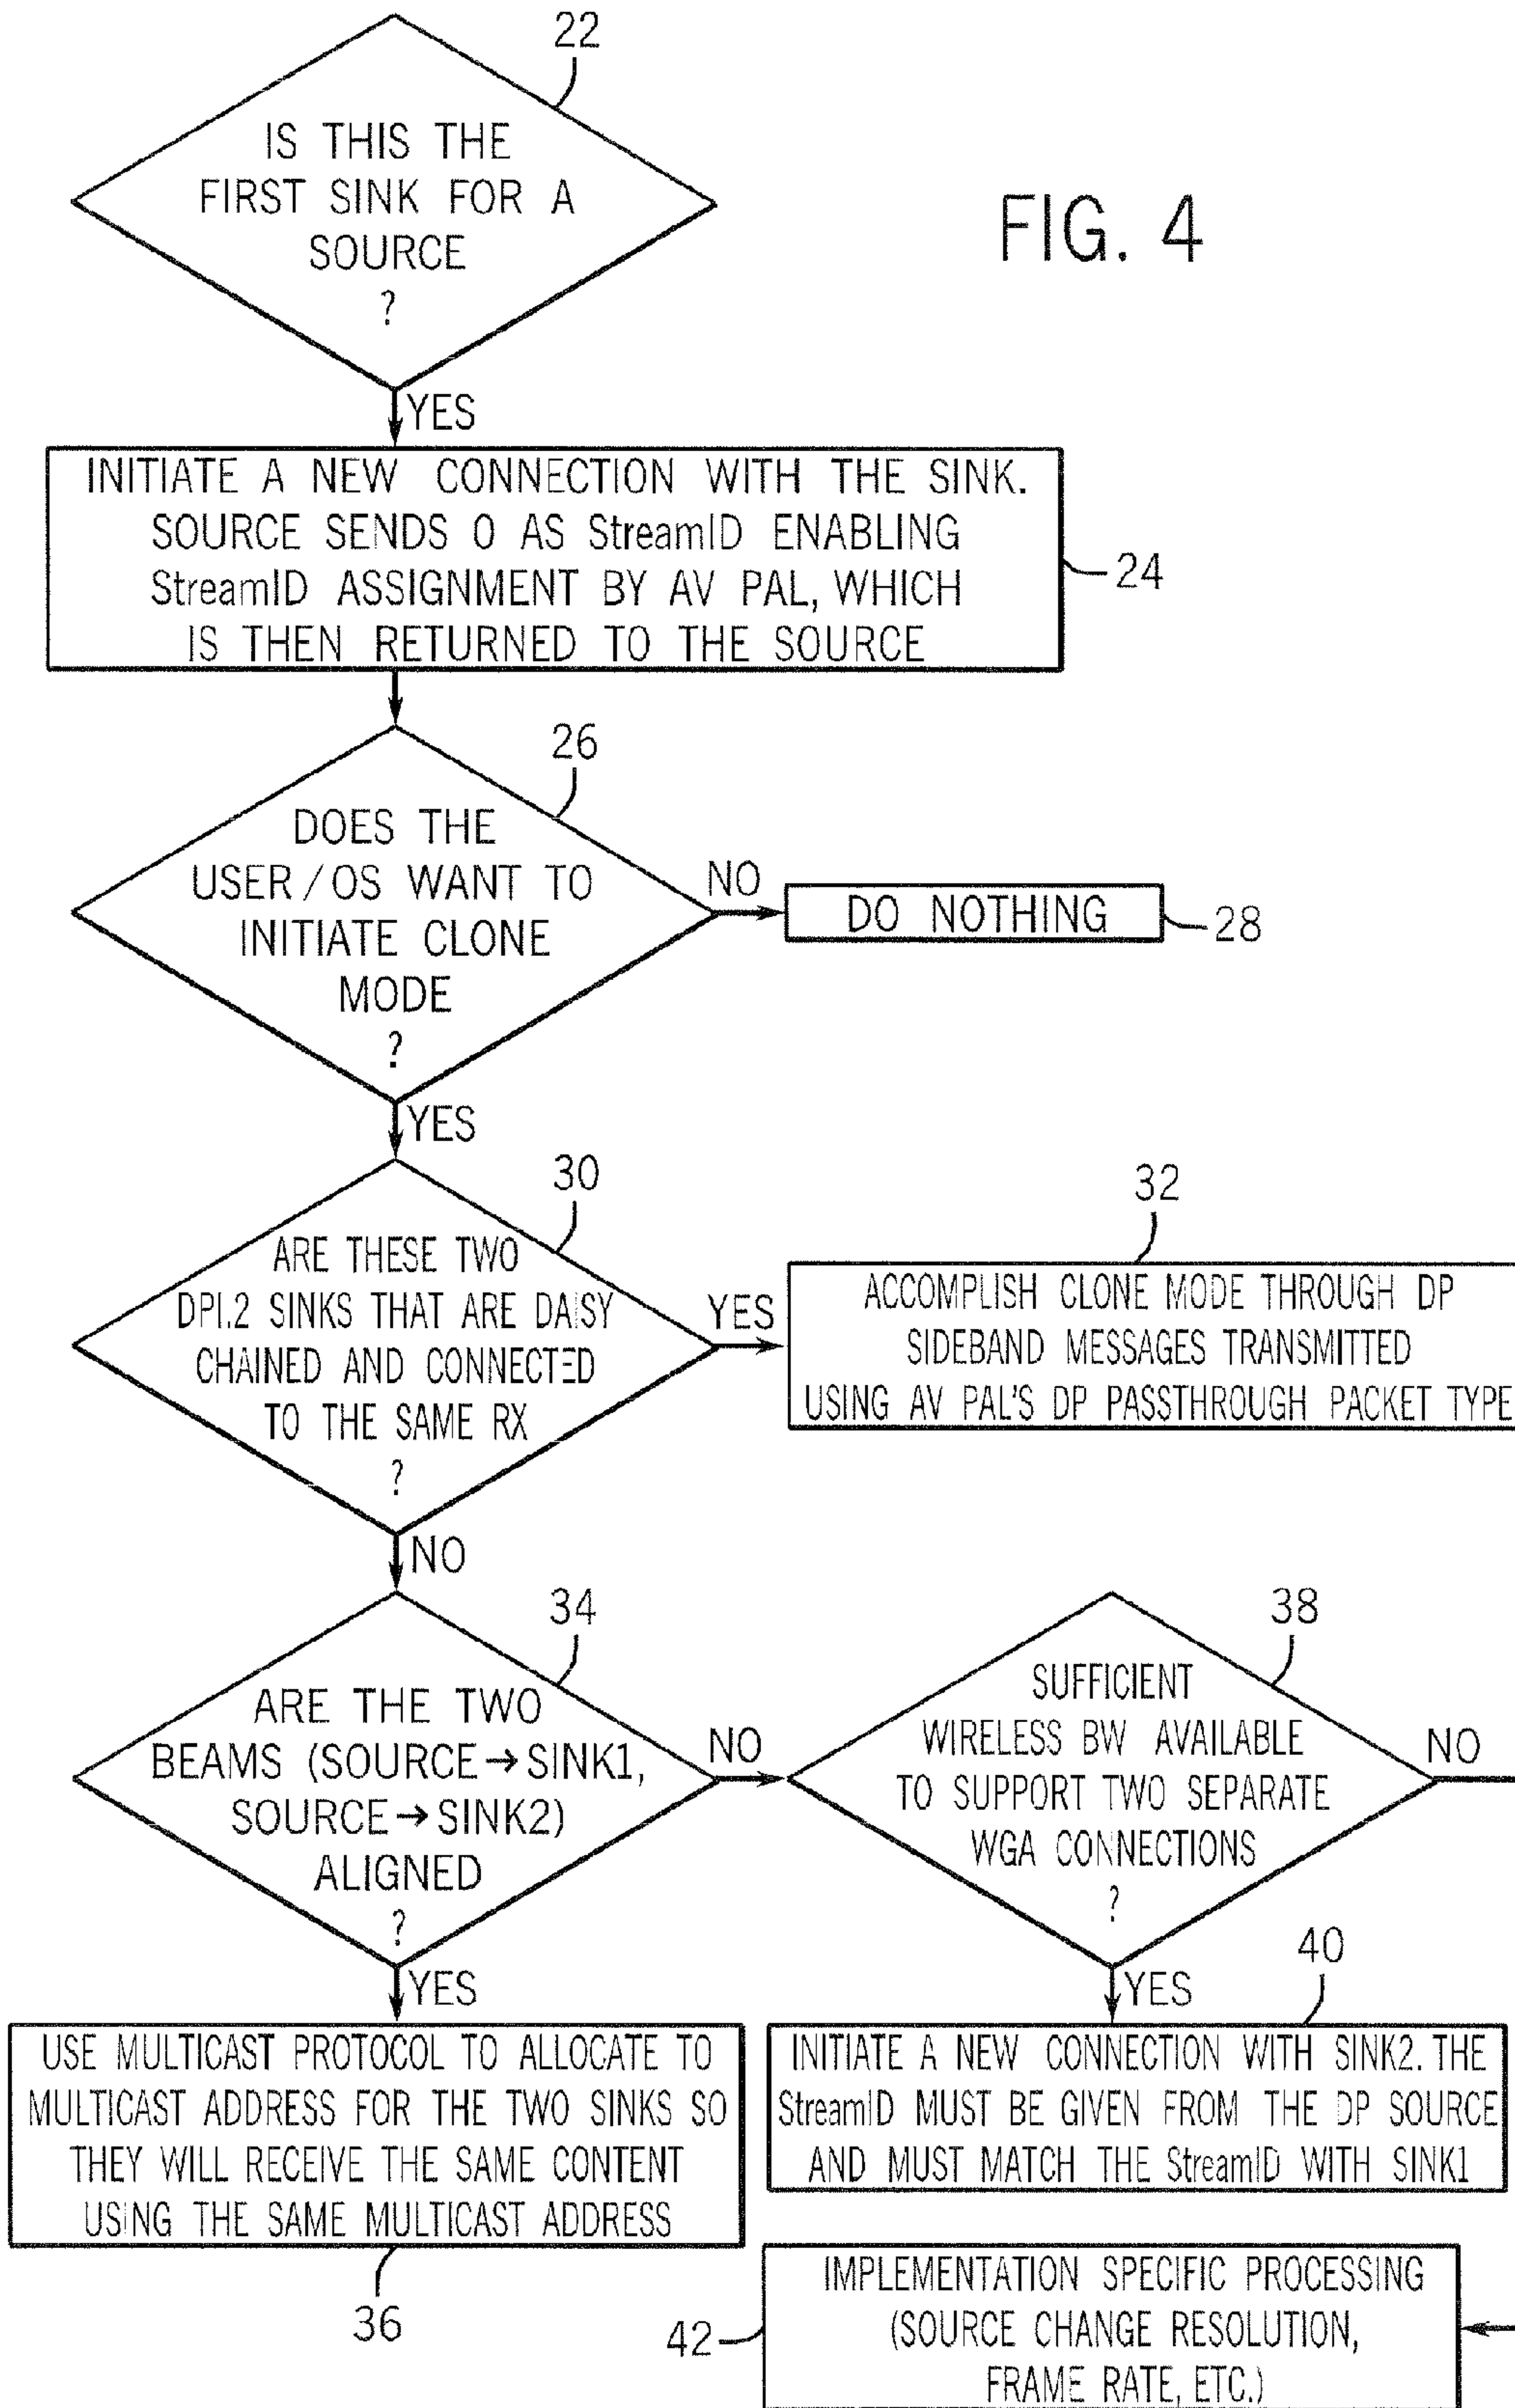 22
IS THIS THE
FIRST SINK FOR A
SOURCE
?
FIG. 4
YES
INITIATE A NEW CONNECTION WITH THE SINK.
SOURCE SENDS 0 AS StreamID ENABLING
StreamID ASSIGNMENT BY AV PAL, WHICH
IS THEN RETURNED TO THE SOURCE
24
26
DOES THE
USER/OS WANT TO
INITIATE CLONE
MODE
?
NO
DO NOTHING
28
YES
30
ARE THESE TWO
DP1.2 SINKS THAT ARE DAISY
CHAINED AND CONNECTED
TO THE SAME RX
?
YES
32
ACCOMPLISH CLONE MODE THROUGH DP
SIDEBAND MESSAGES TRANSMITTED
USING AV PAL'S DP PASSTHROUGH PACKET TYPE
NO
34
ARE THE TWO
BEAMS (SOURCE→SINK1,
SOURCE→SINK2)
ALIGNED
?
NO
38
SUFFICIENT
WIRELESS BW AVAILABLE
TO SUPPORT TWO SEPARATE
WGA CONNECTIONS
?
NO
YES
USE MULTICAST PROTOCOL TO ALLOCATE TO
MULTICAST ADDRESS FOR THE TWO SINKS SO
THEY WILL RECEIVE THE SAME CONTENT
USING THE SAME MULTICAST ADDRESS
36
YES
40
INITIATE A NEW CONNECTION WITH SINK2. THE
StreamID MUST BE GIVEN FROM THE DP SOURCE
AND MUST MATCH THE StreamID WITH SINK1
42
IMPLEMENTATION SPECIFIC PROCESSING
(SOURCE CHANGE RESOLUTION,
FRAME RATE, ETC.)